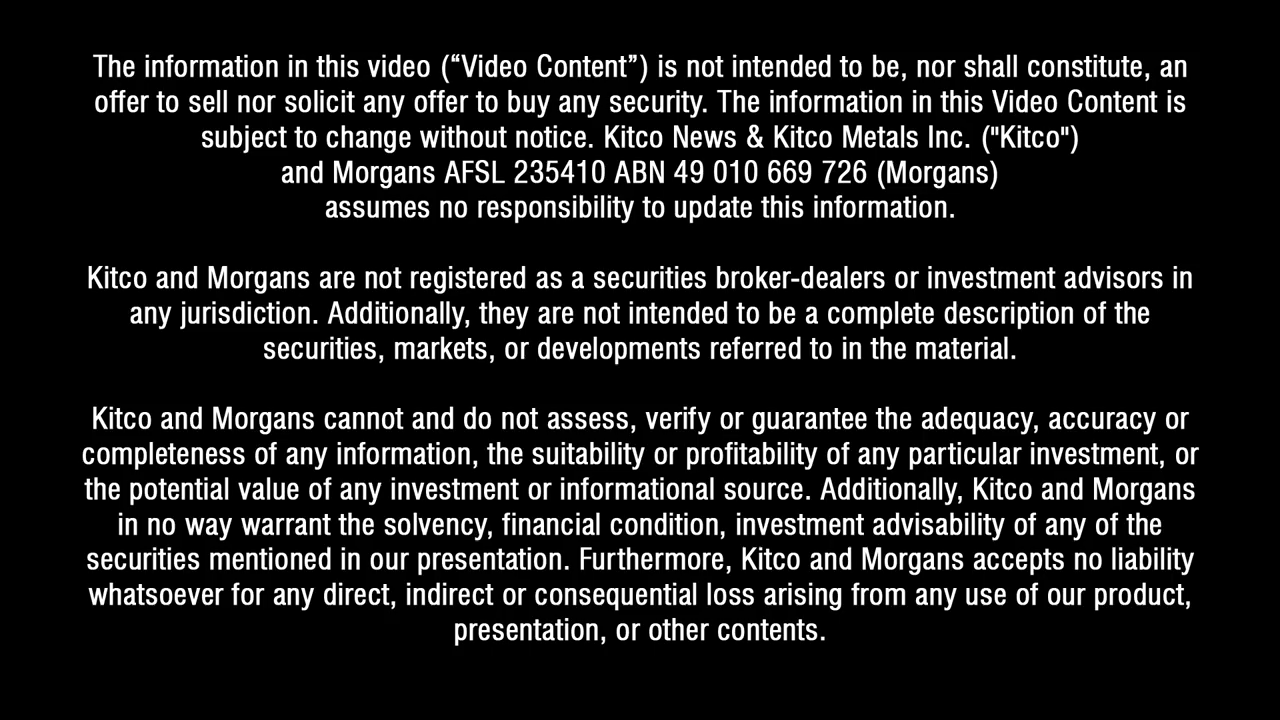 The information in this video (“Video Content”) is not intended to be, nor shall constitute, an
offer to sell nor solicit any offer to buy any security. The information in this Video Content is
subject to change without notice. Kitco News & Kitco Metals Inc. ("Kitco")
and Morgans AFSL 235410 ABN 49 010 669 726 (Morgans)
assumes no responsibility to update this information.
Kitco and Morgans are not registered as a securities broker-dealers or investment advisors in
any jurisdiction. Additionally, they are not intended to be a complete description of the
securities, markets, or developments referred to in the material.
Kitco and Morgans cannot and do not assess, verify or guarantee the adequacy, accuracy or
completeness of any information, the suitability or profitability of any particular investment, or
the potential value of any investment or informational source. Additionally, Kitco and Morgans
in no way warrant the solvency, financial condition, investment advisability of any of the
securities mentioned in our presentation. Furthermore, Kitco and Morgans accepts no liability
whatsoever for any direct, indirect or consequential loss arising from any use of our product,
presentation, or other contents.